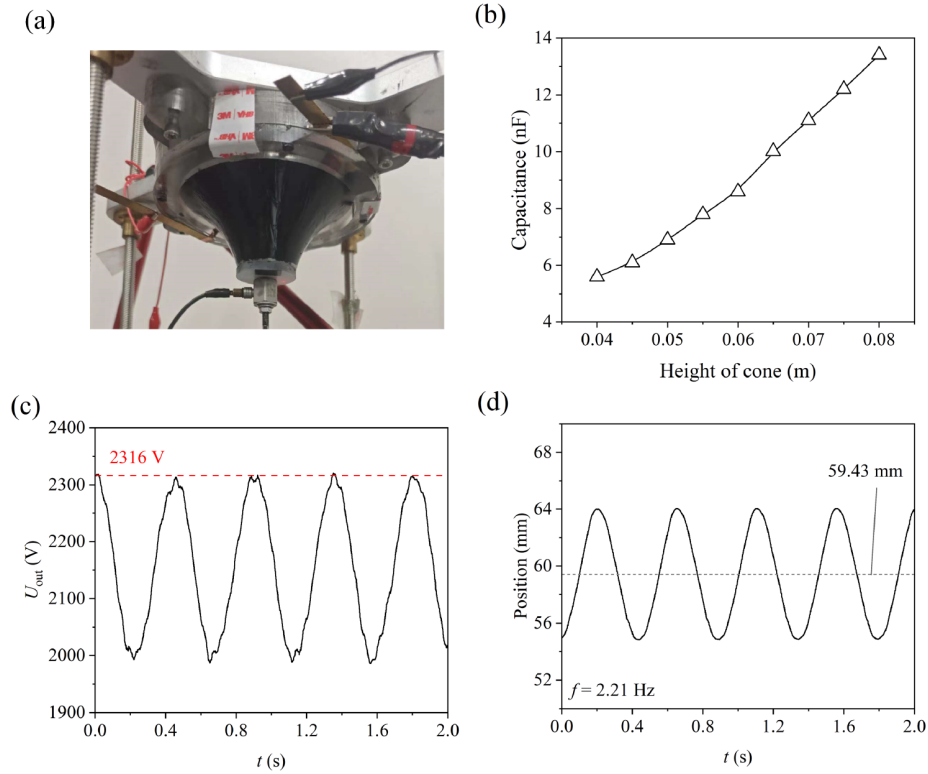 (a)
3M VHB
(b)
14
12
10
8
6
4
Capacitance (nF)
0.04 0.05 0.06 0.07 0.08
Height of cone (m)
(c)
2400
2300
2200
2100
2000
1900
U_out (V)
2316 V
0.0 0.4 0.8 1.2 1.6 2.0
t (s)
(d)
68
64
60
56
52
Position (mm)
59.43 mm
f = 2.21 Hz
0.0 0.4 0.8 1.2 1.6 2.0
t (s)